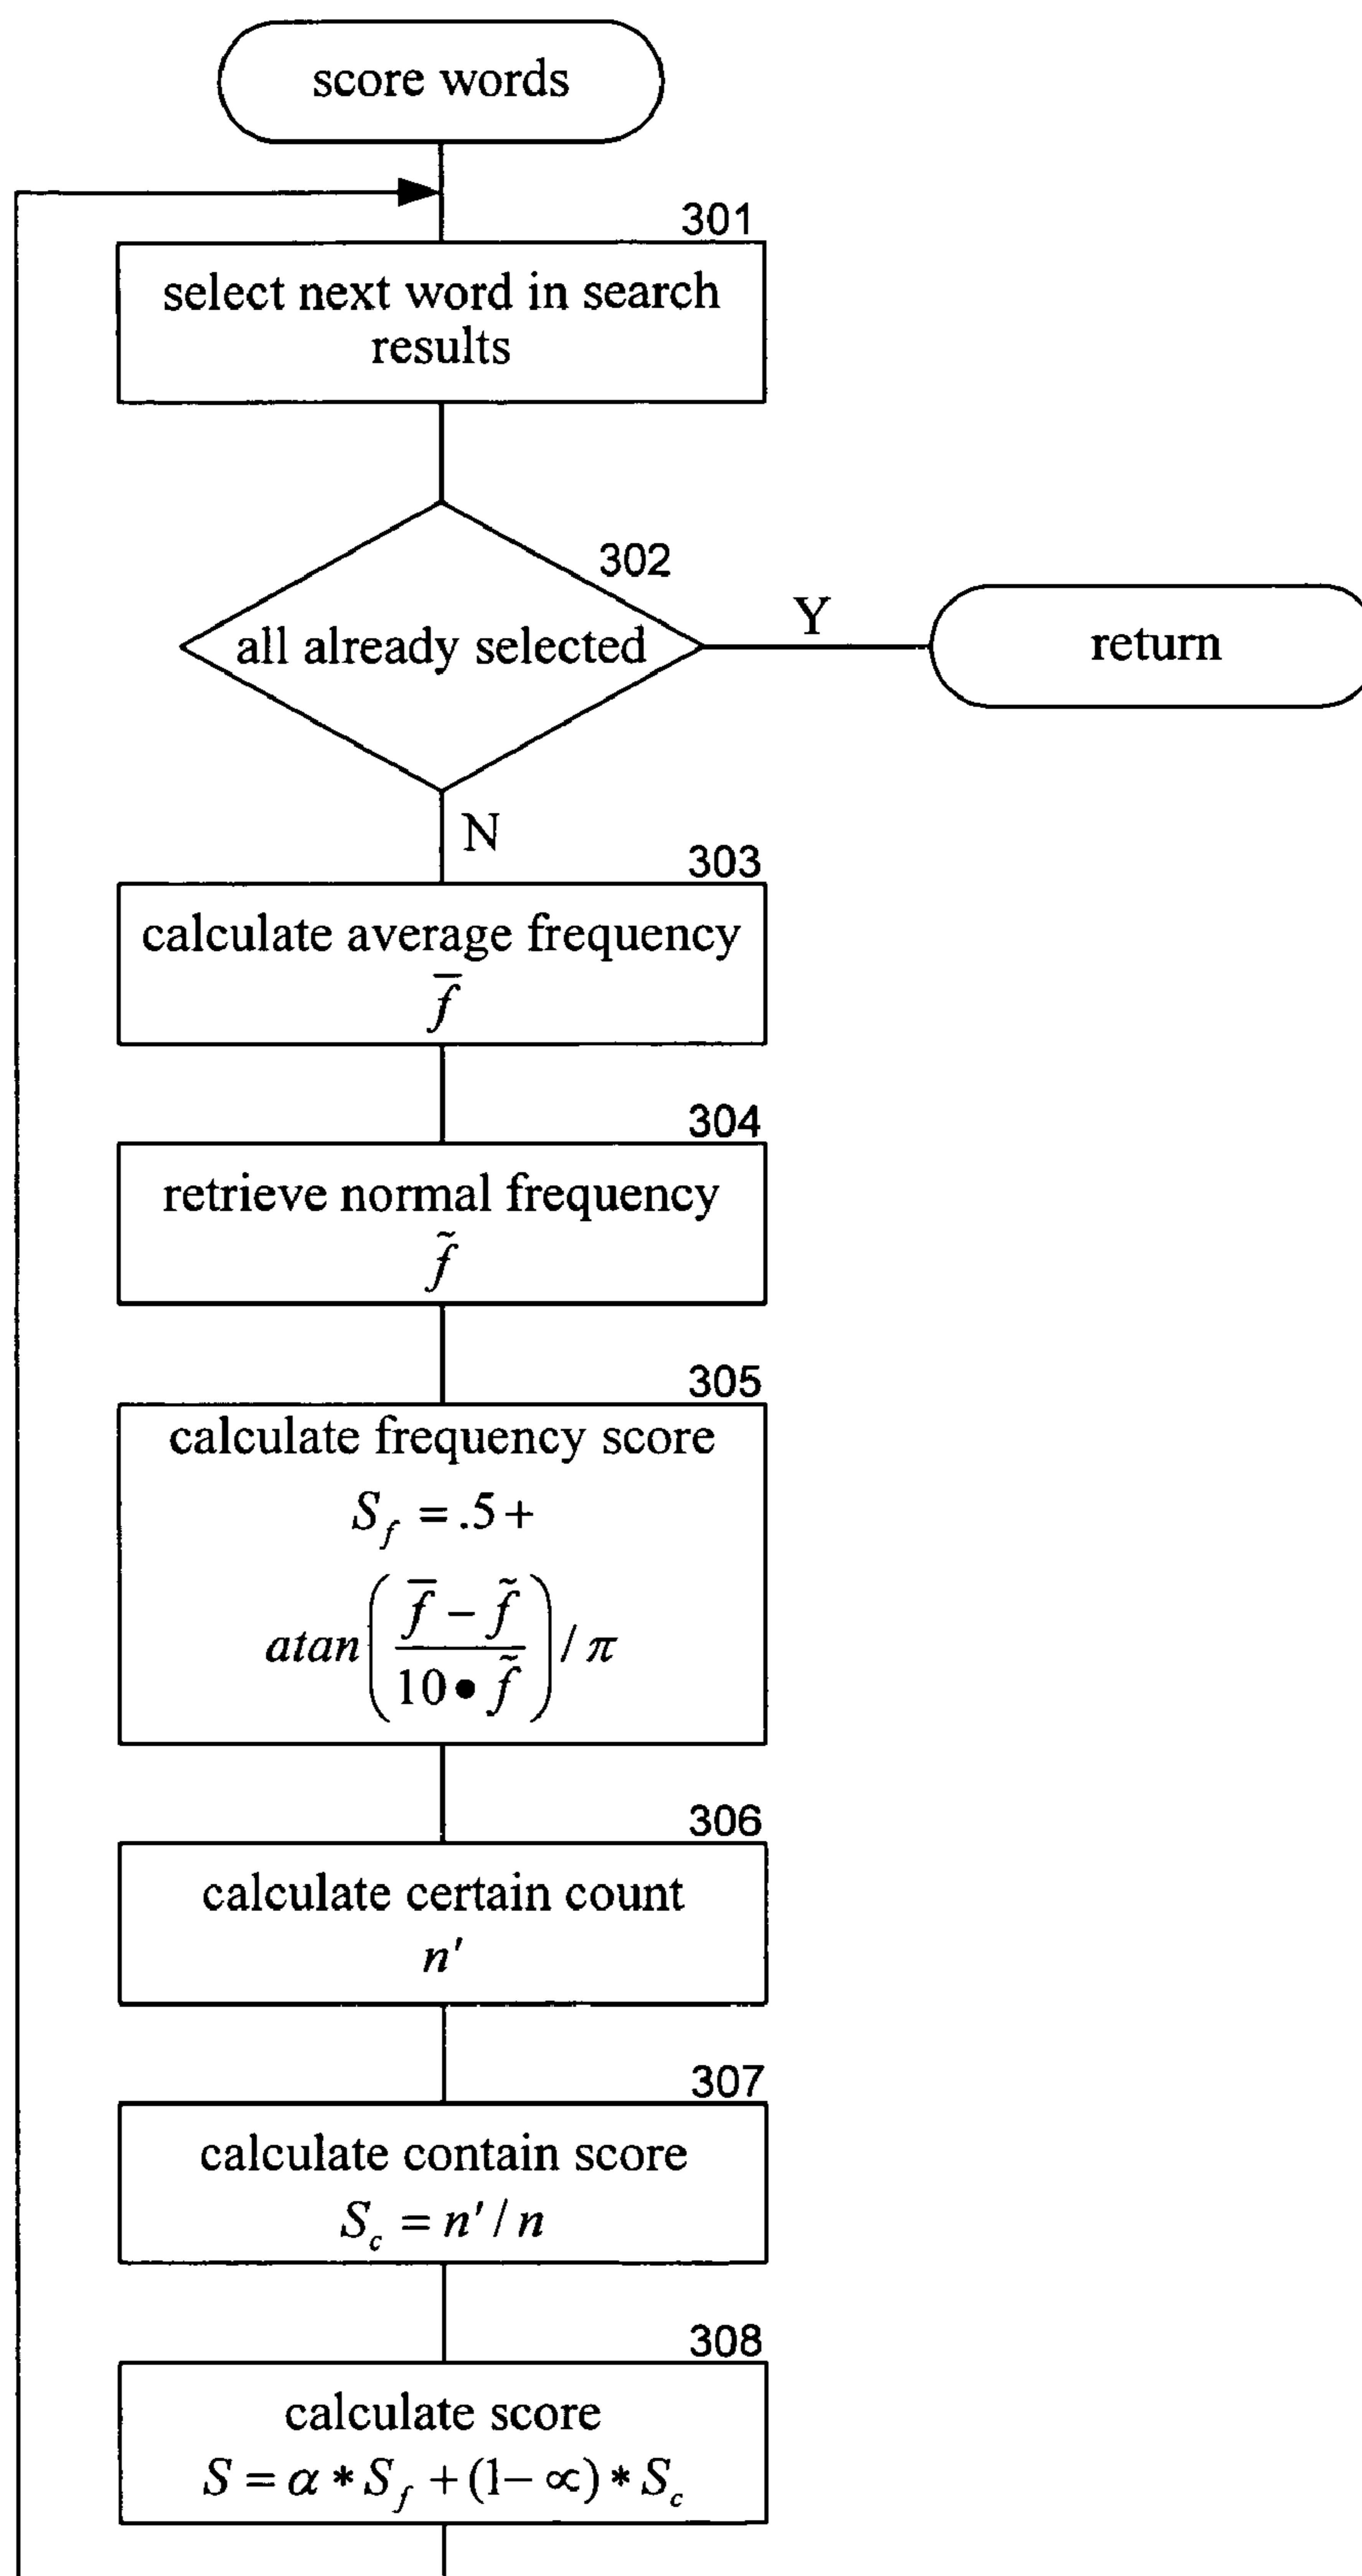 score words
301
select next word in search
results
302
all already selected
Y
return
N
303
calculate average frequency
f̅
304
retrieve normal frequency
f̃
305
calculate frequency score
S_f = .5 +
atan( (f̅ − f̃) / (10 • f̃) ) / π
306
calculate certain count
n'
307
calculate contain score
S_c = n' / n
308
calculate score
S = α * S_f + (1− ∝) * S_c